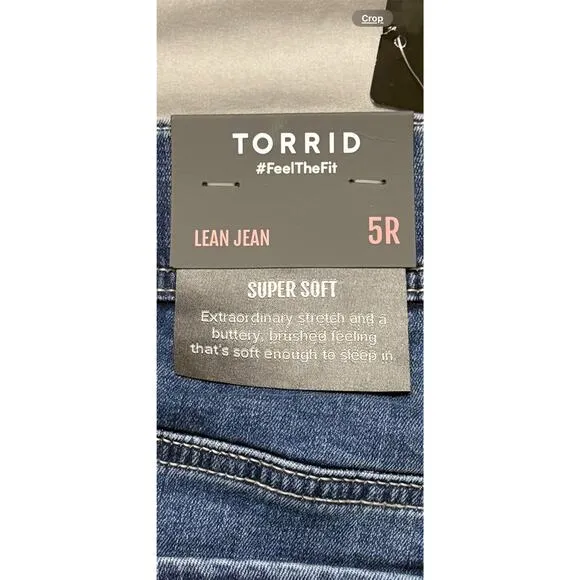 Crop
TORRID
#FeelTheFit
LEAN JEAN 5R
SUPER SOFT
Extraordinary stretch and a
buttery, brushed feeling
that's soft enough to sleep in.